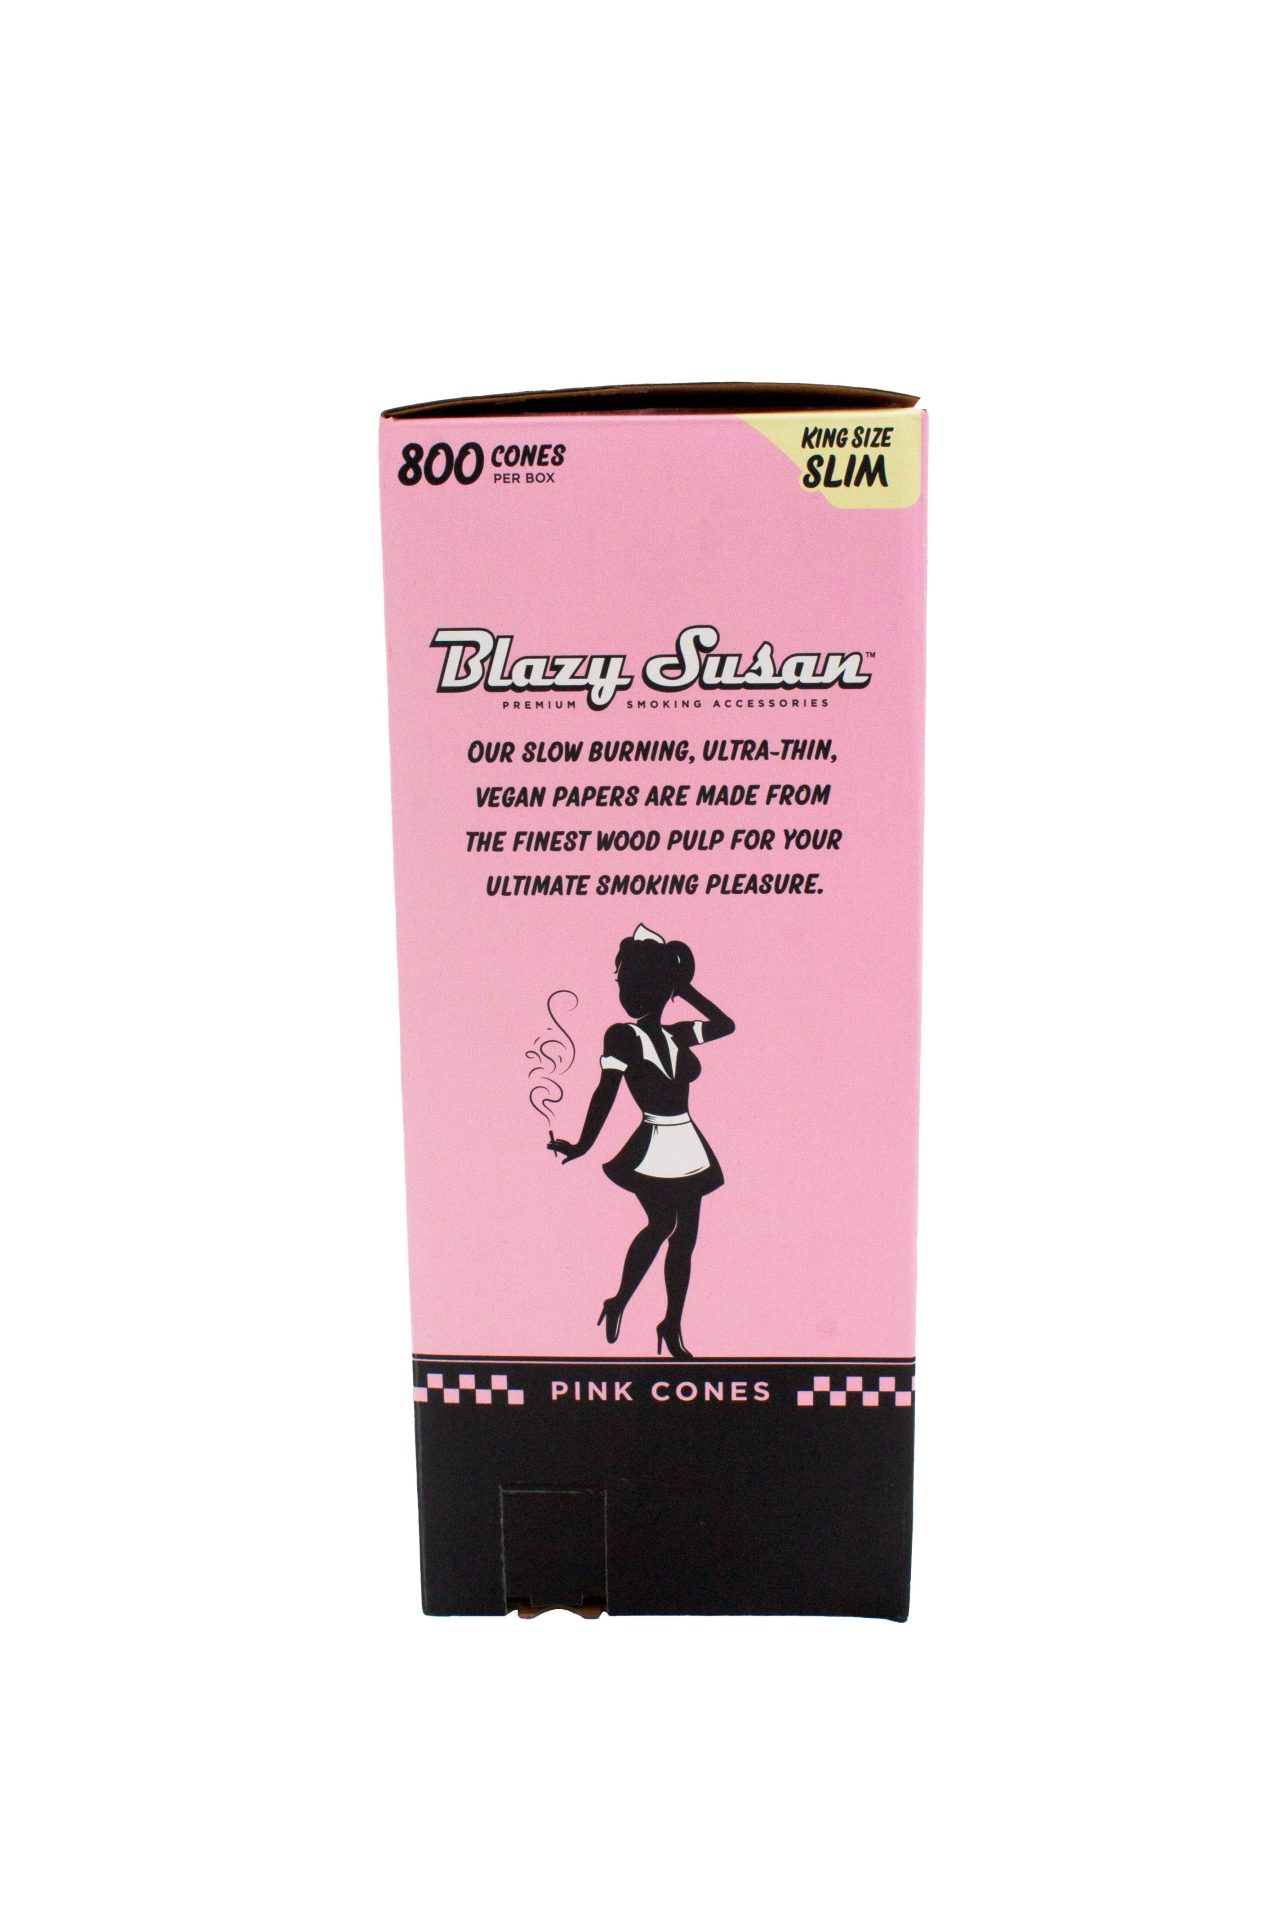 800 CONES
PER BOX
KING SIZE
SLIM
Blazy Susan™
PREMIUM SMOKING ACCESSORIES
OUR SLOW BURNING, ULTRA-THIN,
VEGAN PAPERS ARE MADE FROM
THE FINEST WOOD PULP FOR YOUR
ULTIMATE SMOKING PLEASURE.
PINK CONES